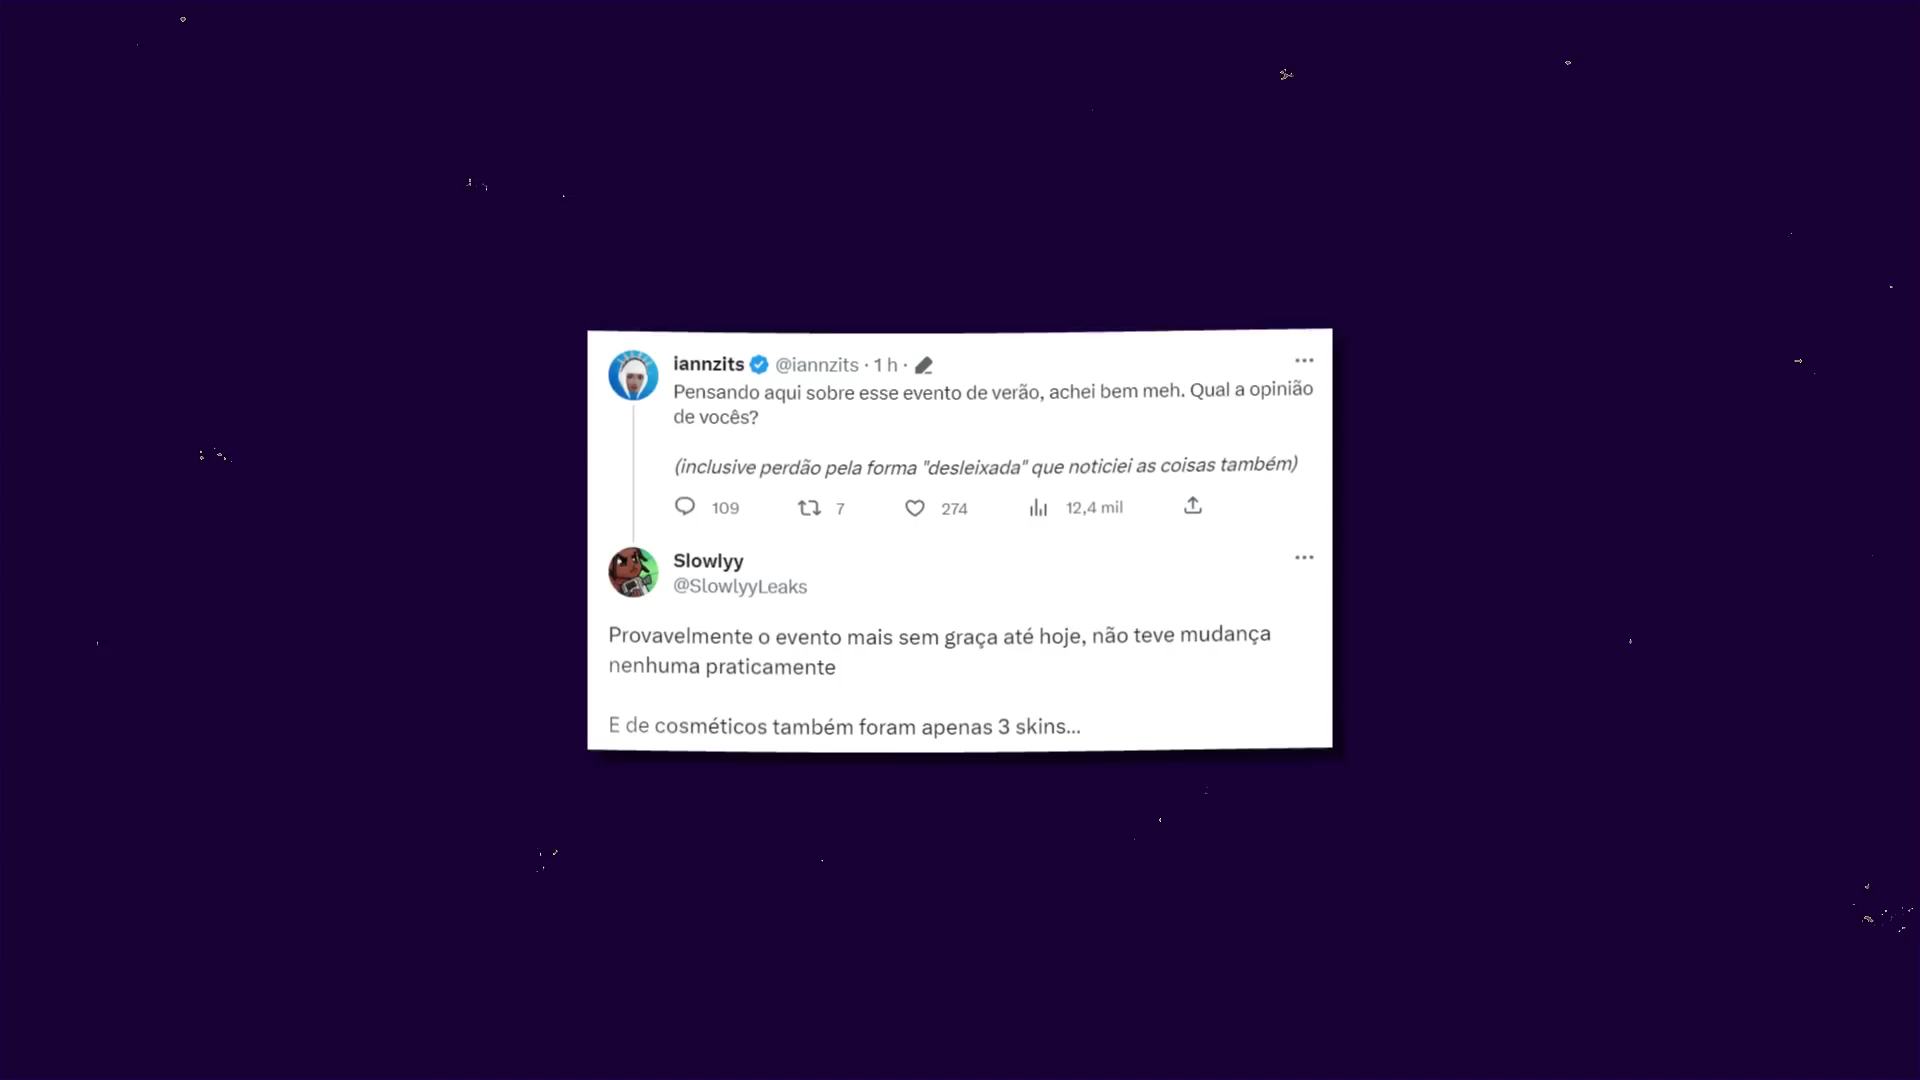 iannzits @iannzits · 1 h ·
Pensando aqui sobre esse evento de verão, achei bem meh. Qual a opinião
de vocês?
(inclusive perdão pela forma "desleixada" que noticiei as coisas também)
109 7 274 12,4 mil
Slowlyy
@SlowlyyLeaks
Provavelmente o evento mais sem graça até hoje, não teve mudança
nenhuma praticamente
E de cosméticos também foram apenas 3 skins...